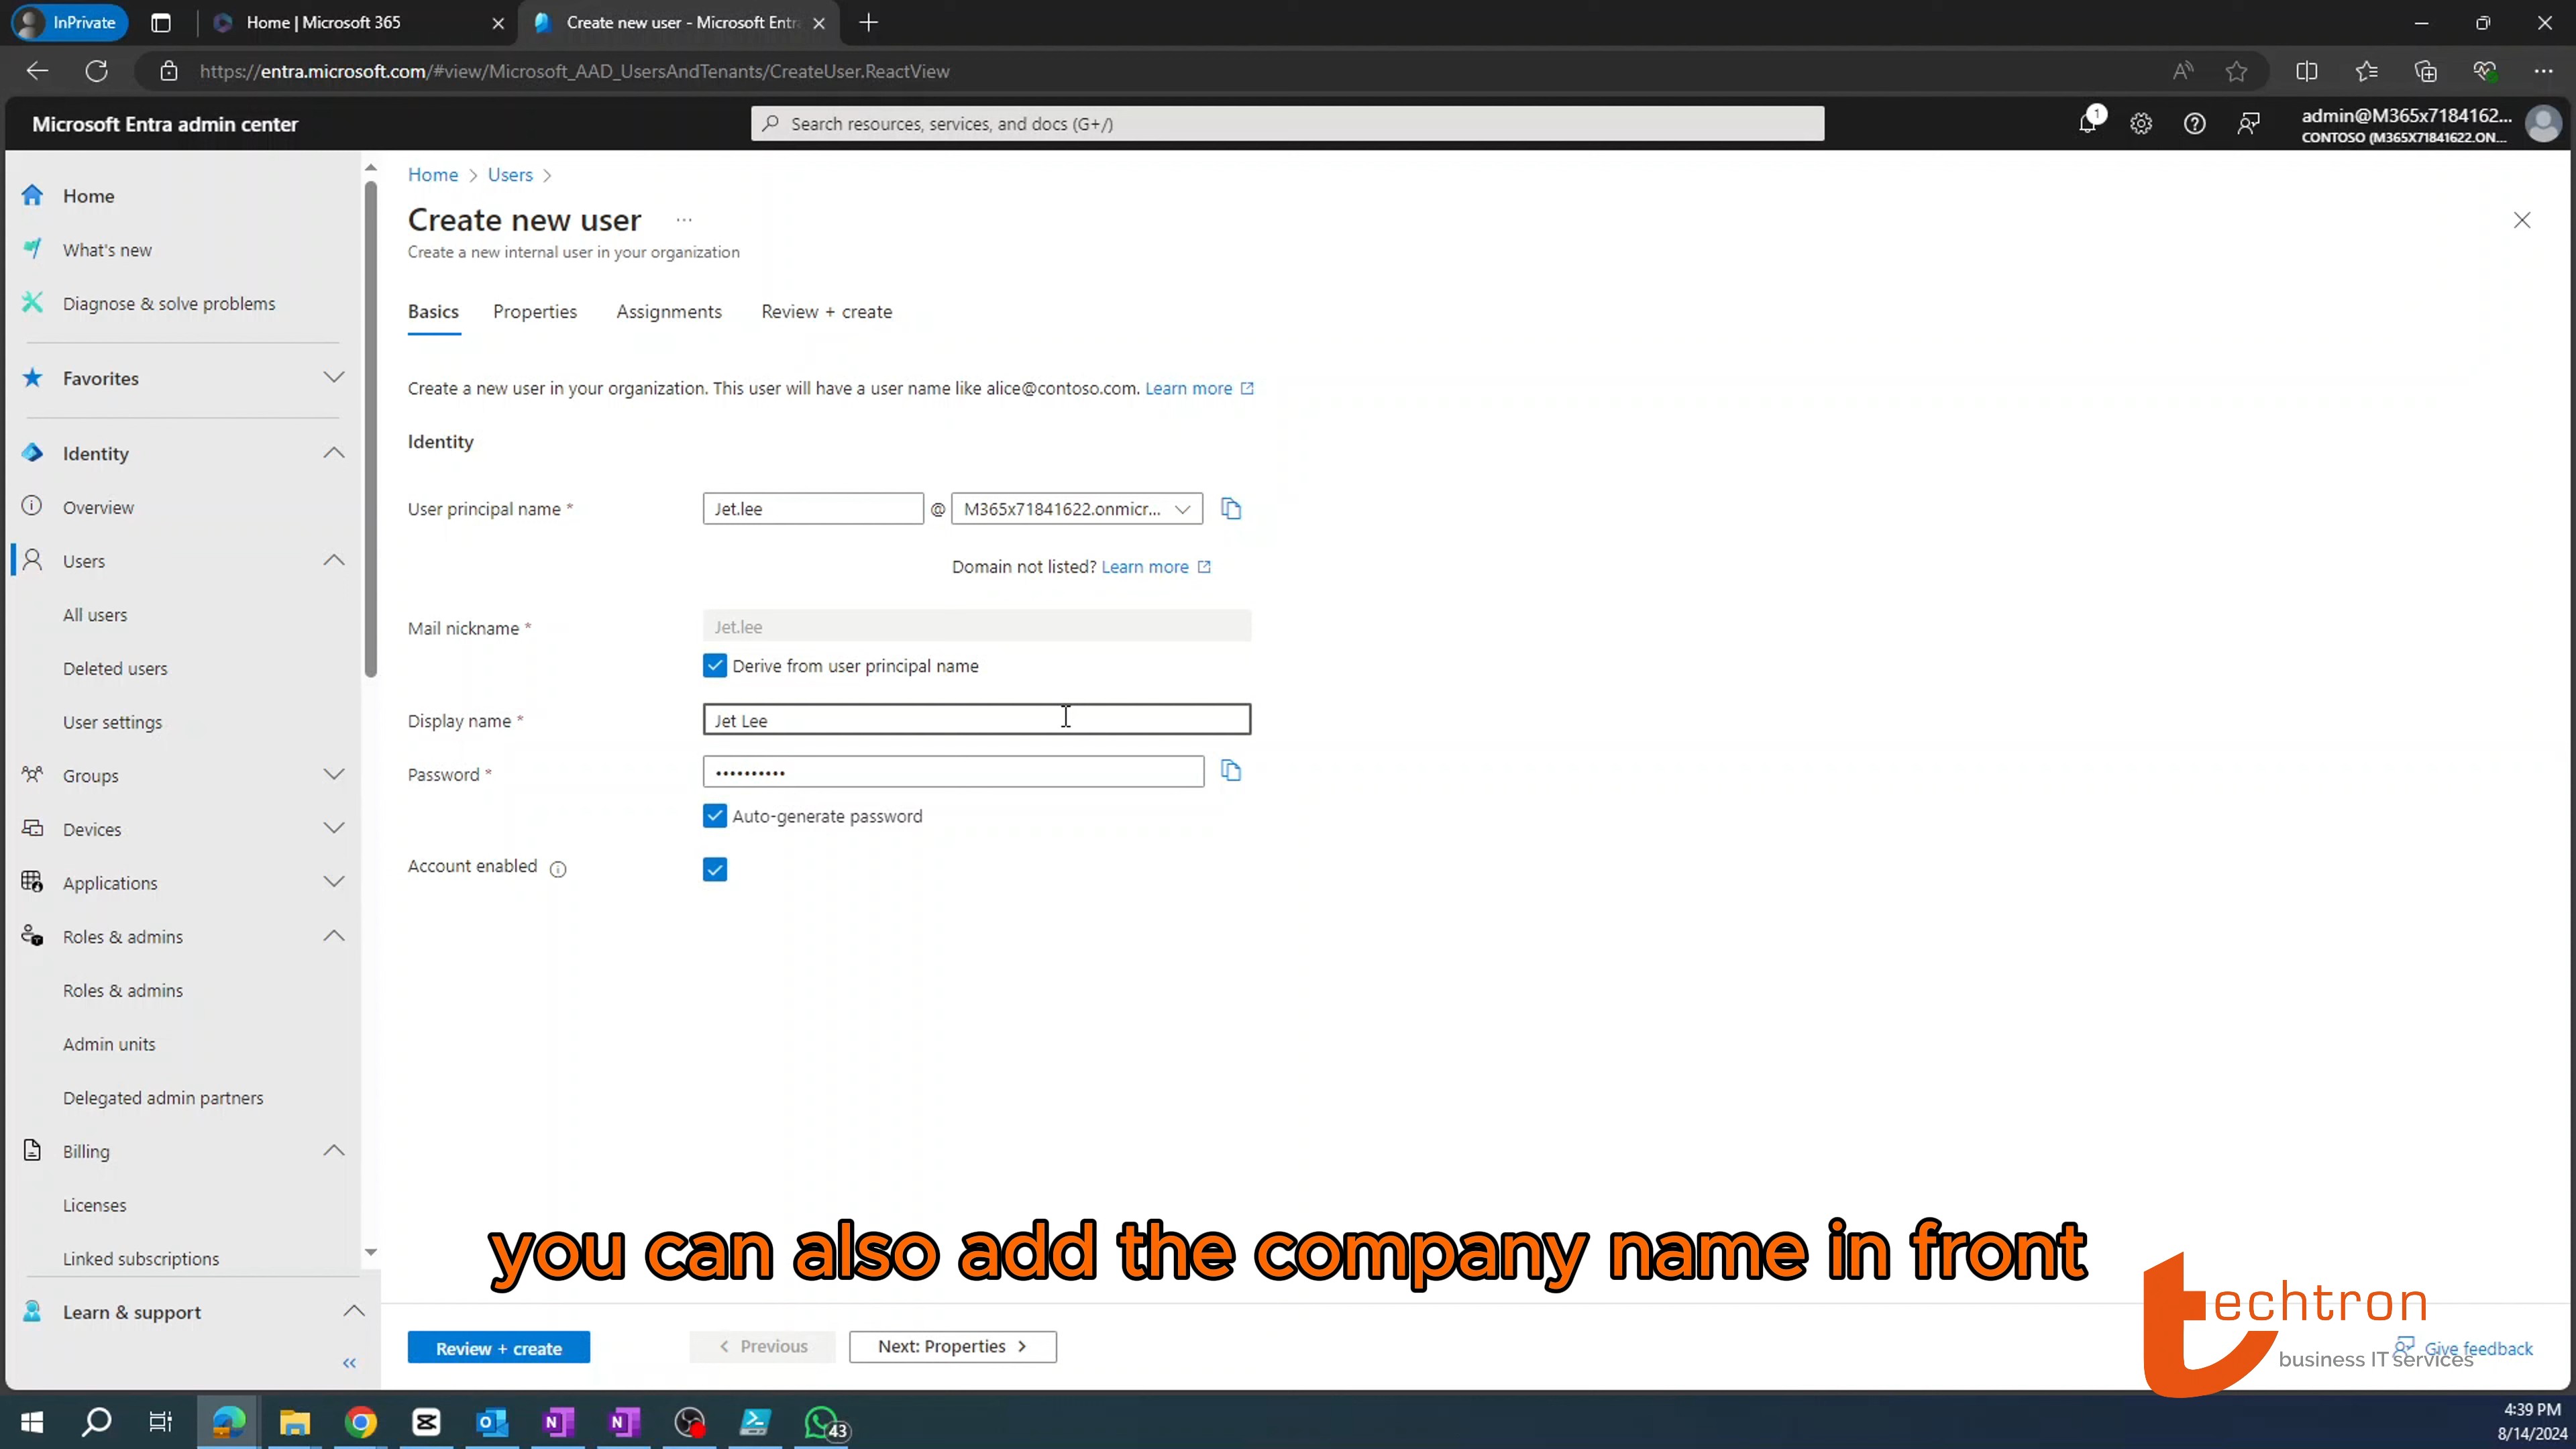 InPrivate
Home | Microsoft 365
Create new user - Microsoft Entra
https://entra.microsoft.com/#view/Microsoft_AAD_UsersAndTenants/CreateUser.ReactView
Microsoft Entra admin center
Search resources, services, and docs (G+/)
1
admin@M365x7184162...
CONTOSO (M365X71841622.ON...
Home
What's new
Diagnose & solve problems
Favorites
Identity
Overview
Users
All users
Deleted users
User settings
Groups
Devices
Applications
Roles & admins
Roles & admins
Admin units
Delegated admin partners
Billing
Licenses
Linked subscriptions
Learn & support
Home > Users >
Create new user ...
Create a new internal user in your organization
Basics Properties Assignments Review + create
Create a new user in your organization. This user will have a user name like alice@contoso.com. Learn more
Identity
User principal name * Jet.lee @ M365x71841622.onmicr...
Domain not listed? Learn more
Mail nickname * Jet.lee
Derive from user principal name
Display name * Jet Lee
Password * ••••••••••
Auto-generate password
Account enabled
you can also add the company name in front
Review + create < Previous Next: Properties >
techtron
business IT services
Give feedback
43
4:39 PM
8/14/2024